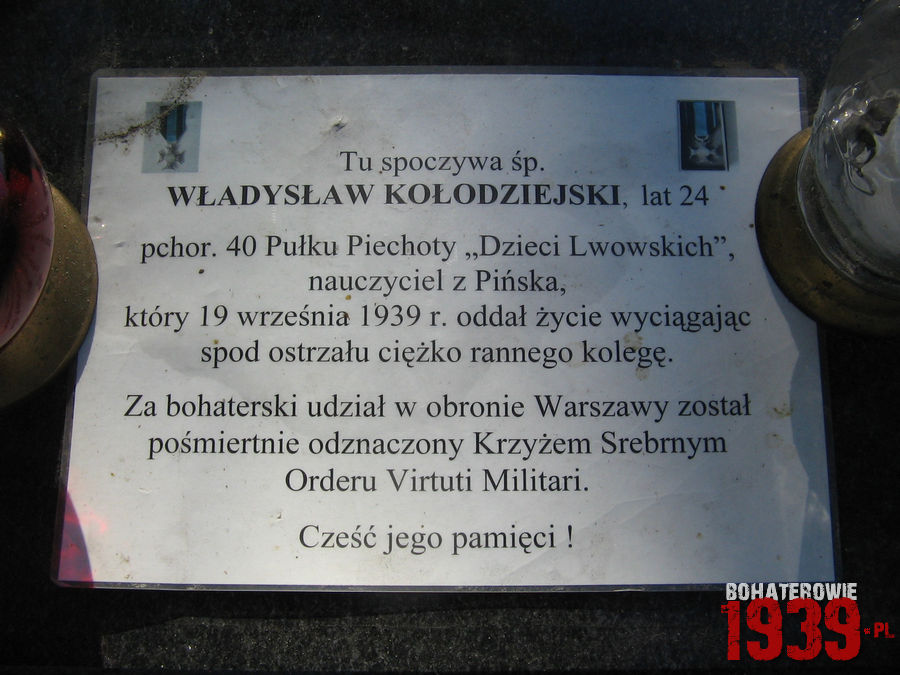 Tu spoczywa śp.
WŁADYSŁAW KOŁODZIEJSKI, lat 24
pchor. 40 Pułku Piechoty „Dzieci Lwowskich”,
nauczyciel z Pińska,
który 19 września 1939 r. oddał życie wyciągając
spod ostrzału ciężko rannego kolegę.
Za bohaterski udział w obronie Warszawy został
pośmiertnie odznaczony Krzyżem Srebrnym
Orderu Virtuti Militari.
Cześć jego pamięci !
BOHATEROWIE
1939.PL